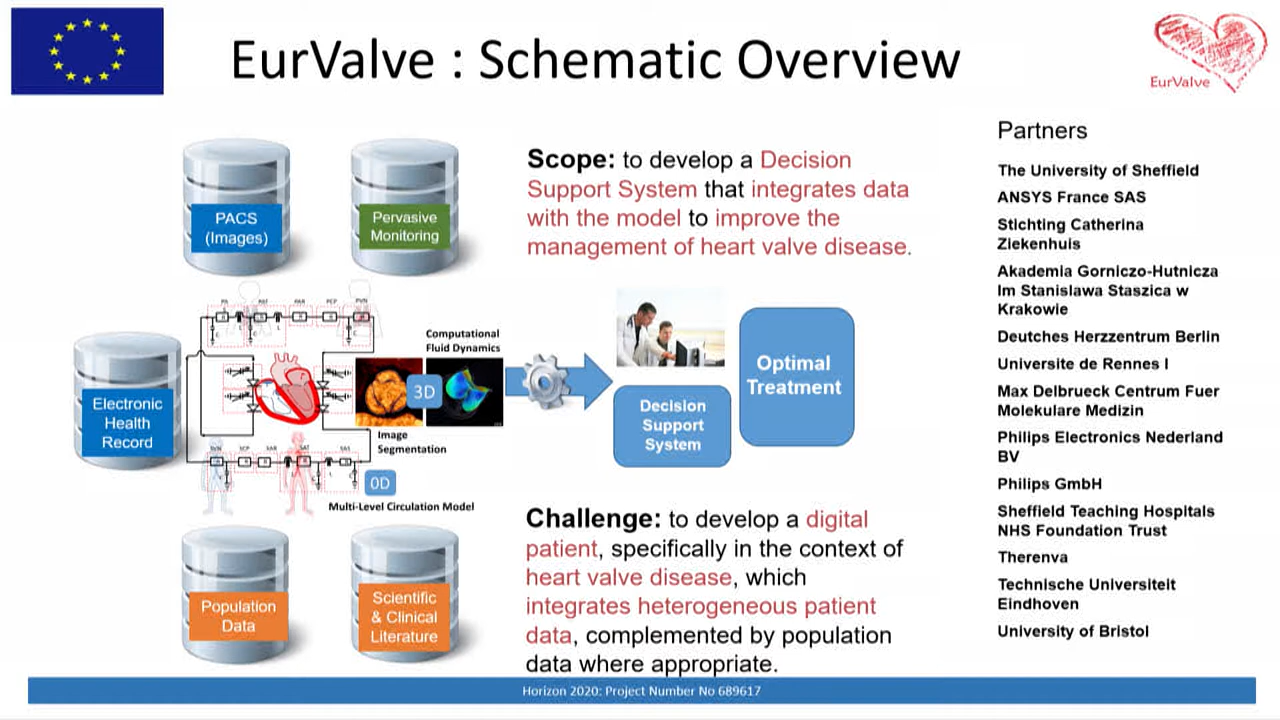 EurValve : Schematic Overview
EurValve
PACS
(Images)
Pervasive
Monitoring
Scope: to develop a Decision
Support System that integrates data
with the model to improve the
management of heart valve disease.
Electronic
Health
Record
Computational
Fluid Dynamics
3D
Image
Segmentation
0D
Multi-Level Circulation Model
Decision
Support
System
Optimal
Treatment
Population
Data
Scientific
& Clinical
Literature
Challenge: to develop a digital
patient, specifically in the context of
heart valve disease, which
integrates heterogeneous patient
data, complemented by population
data where appropriate.
Partners
The University of Sheffield
ANSYS France SAS
Stichting Catherina
Ziekenhuis
Akademia Gorniczo-Hutnicza
Im Stanislawa Staszica w
Krakowie
Deutches Herzzentrum Berlin
Universite de Rennes I
Max Delbrueck Centrum Fuer
Molekulare Medizin
Philips Electronics Nederland
BV
Philips GmbH
Sheffield Teaching Hospitals
NHS Foundation Trust
Therenva
Technische Universiteit
Eindhoven
University of Bristol
Horizon 2020: Project Number No 689617